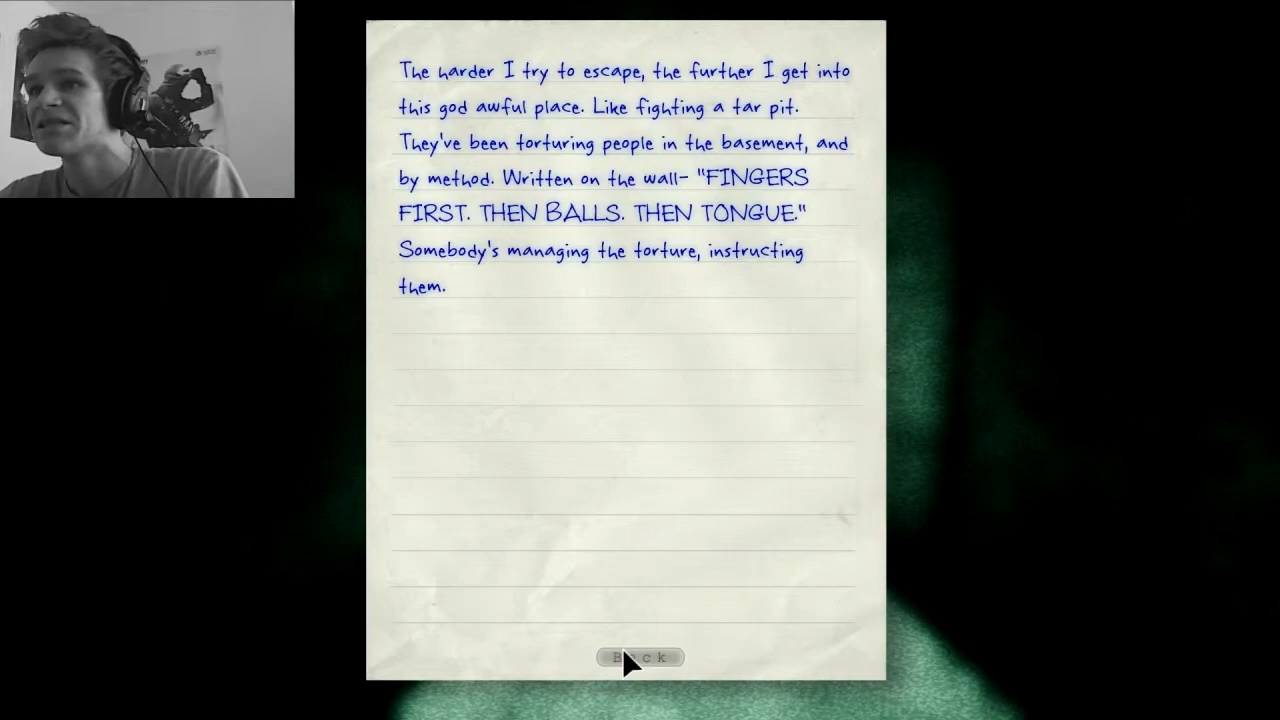 The harder I try to escape, the further I get into
this god awful place. Like fighting a tar pit.
They've been torturing people in the basement, and
by method. Written on the wall- "FINGERS
FIRST. THEN BALLS. THEN TONGUE."
Somebody's managing the torture, instructing
them.
Back